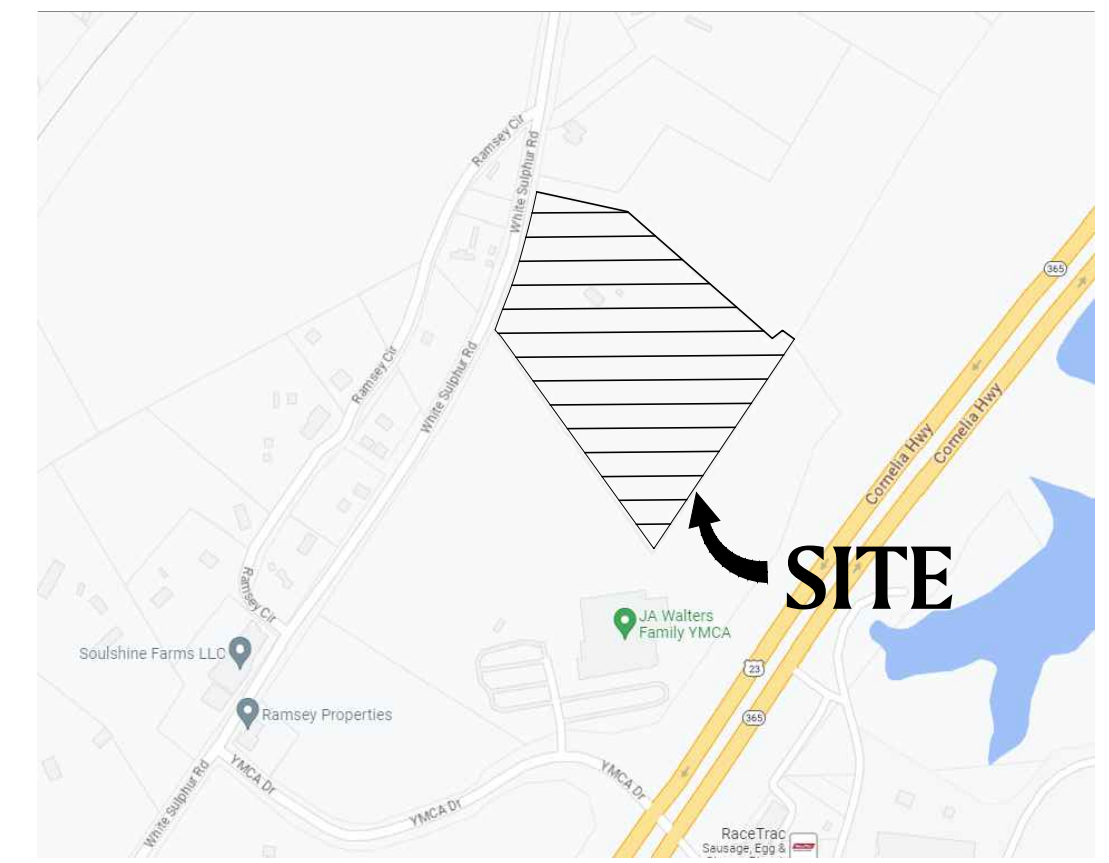 Ramsey Cir
White Sulphur Rd
365
Ramsey Cir
White Sulphur Rd
Cornelia Hwy
Cornelia Hwy
SITE
Ramsey Cir
JA Walters
Family YMCA
Soulshine Farms LLC
23
Ramsey Properties
365
YMCA Dr
YMCA Dr
YMCA Dr
White Sulphur Rd
RaceTrac
Sausage, Egg &